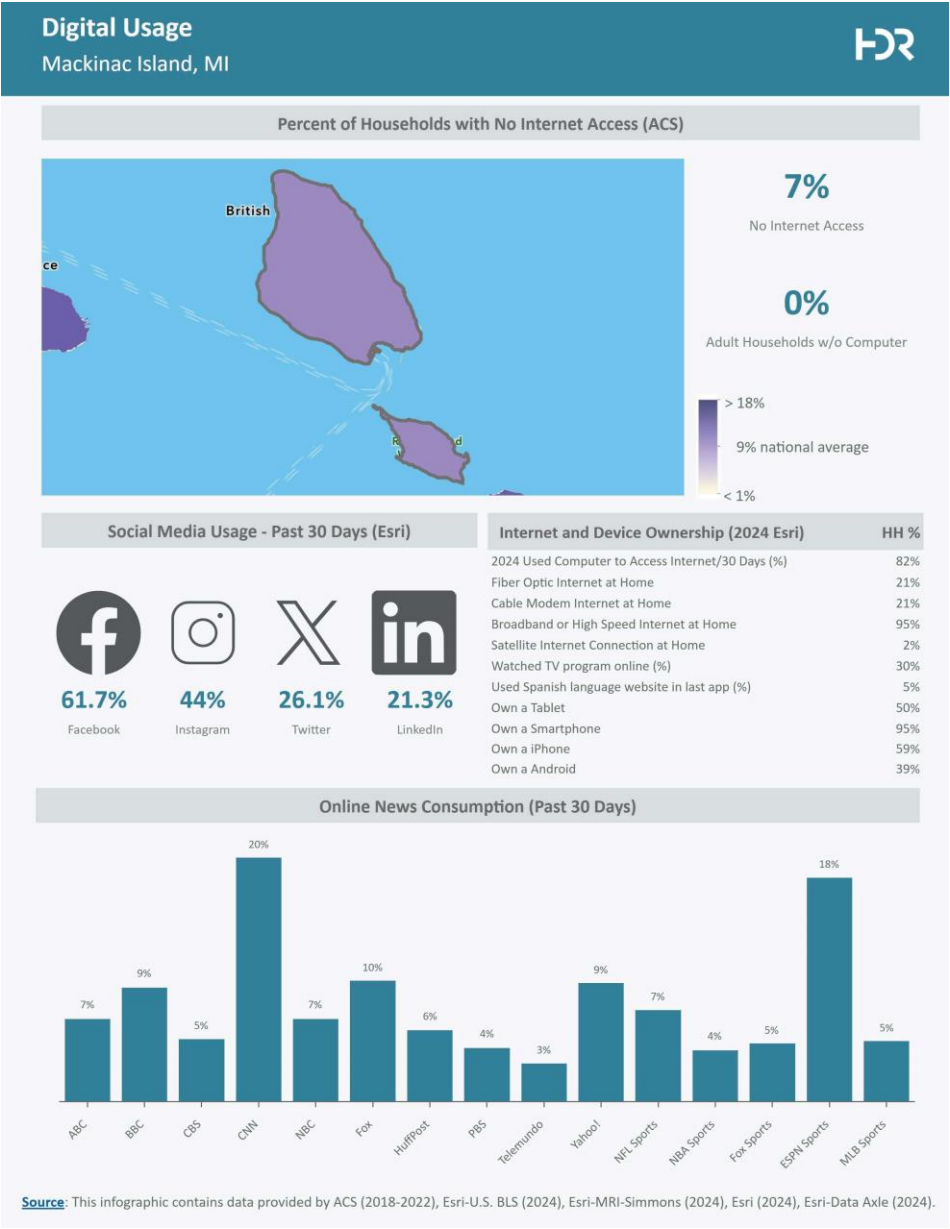 Digital Usage
Mackinac Island, MI
HDR
Percent of Households with No Internet Access (ACS)
British
ce
R d
7%
No Internet Access
0%
Adult Households w/o Computer
> 18%
9% national average
< 1%
Social Media Usage - Past 30 Days (Esri)
in
61.7% 44% 26.1% 21.3%
Facebook Instagram Twitter LinkedIn
Internet and Device Ownership (2024 Esri) HH %
2024 Used Computer to Access Internet/30 Days (%) 82%
Fiber Optic Internet at Home 21%
Cable Modem Internet at Home 21%
Broadband or High Speed Internet at Home 95%
Satellite Internet Connection at Home 2%
Watched TV program online (%) 30%
Used Spanish language website in last app (%) 5%
Own a Tablet 50%
Own a Smartphone 95%
Own a iPhone 59%
Own a Android 39%
Online News Consumption (Past 30 Days)
7% 9% 5% 20% 7% 10% 6% 4% 3% 9% 7% 4% 5% 18% 5%
ABC BBC CBS CNN NBC Fox HuffPost PBS Telemundo Yahoo! NFL Sports NBA Sports Fox Sports ESPN Sports MLB Sports
Source: This infographic contains data provided by ACS (2018-2022), Esri-U.S. BLS (2024), Esri-MRI-Simmons (2024), Esri (2024), Esri-Data Axle (2024).